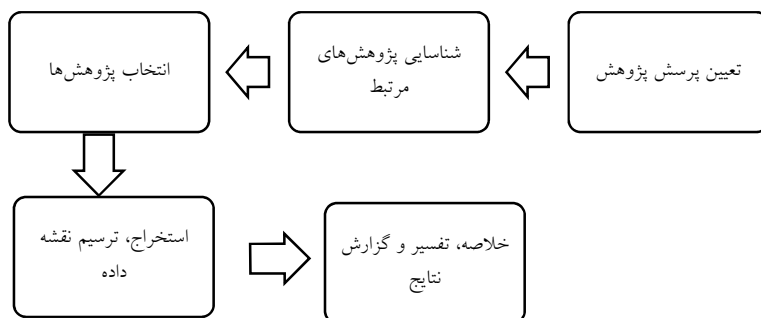 تعیین پرسش پژوهش
شناسایی پژوهش‌های
مرتبط
انتخاب پژوهش‌ها
استخراج، ترسیم نقشه
داده
خلاصه، تفسیر و گزارش
نتایج